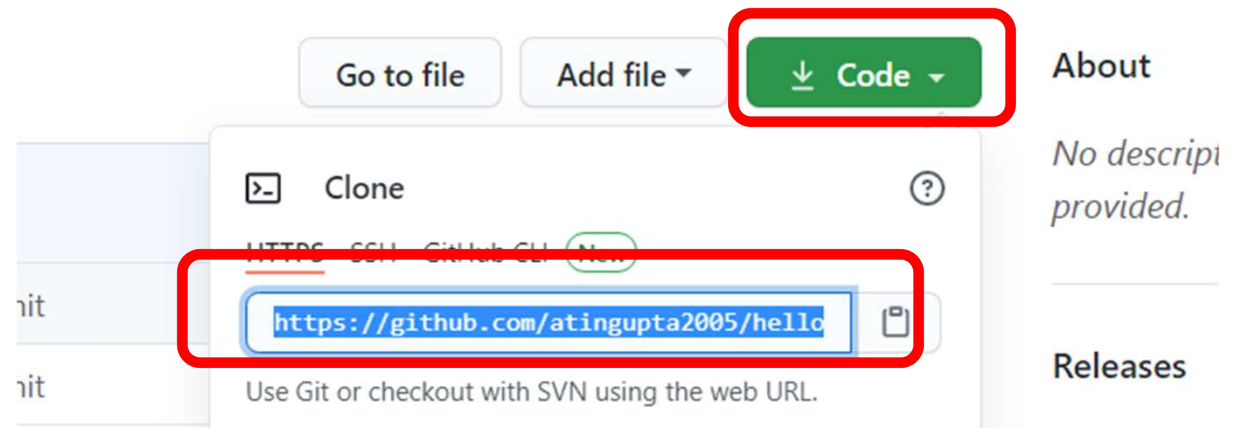 Go to file Add file Code About
No descript
provided.
Clone
HTTPS SSH GitHub CLI New
https://github.com/atingupta2005/hello
nit
Use Git or checkout with SVN using the web URL.
nit
Releases